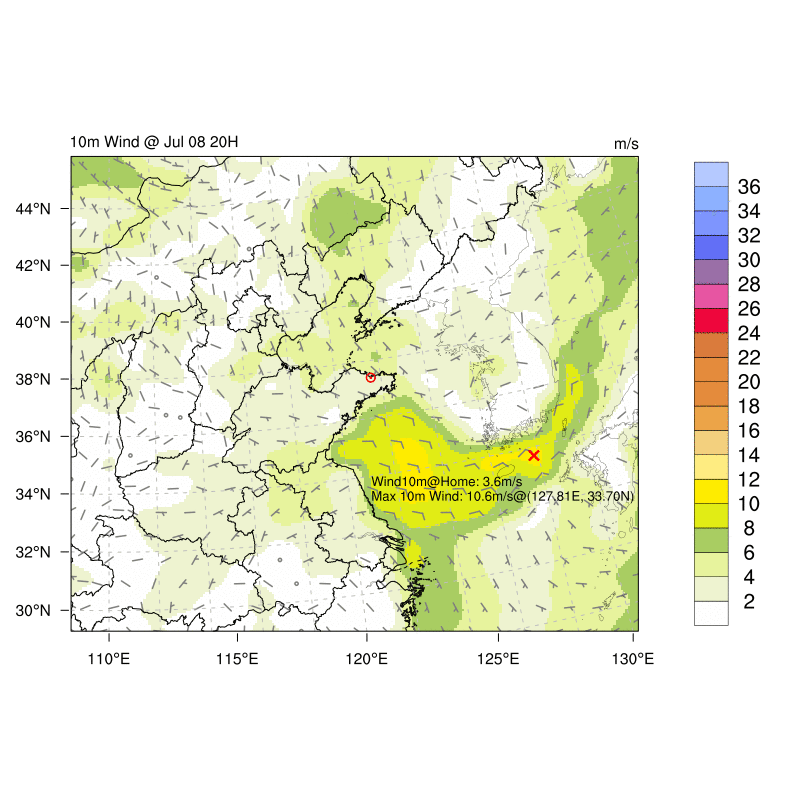 10m Wind @ Jul 08 20H
m/s
44°N
42°N
40°N
38°N
36°N
34°N
32°N
30°N
110°E
115°E
120°E
125°E
130°E
Wind10m@Home: 3.6m/s
Max 10m Wind: 10.6m/s@(127.81E, 33.70N)
36
34
32
30
28
26
24
22
20
18
16
14
12
10
8
6
4
2